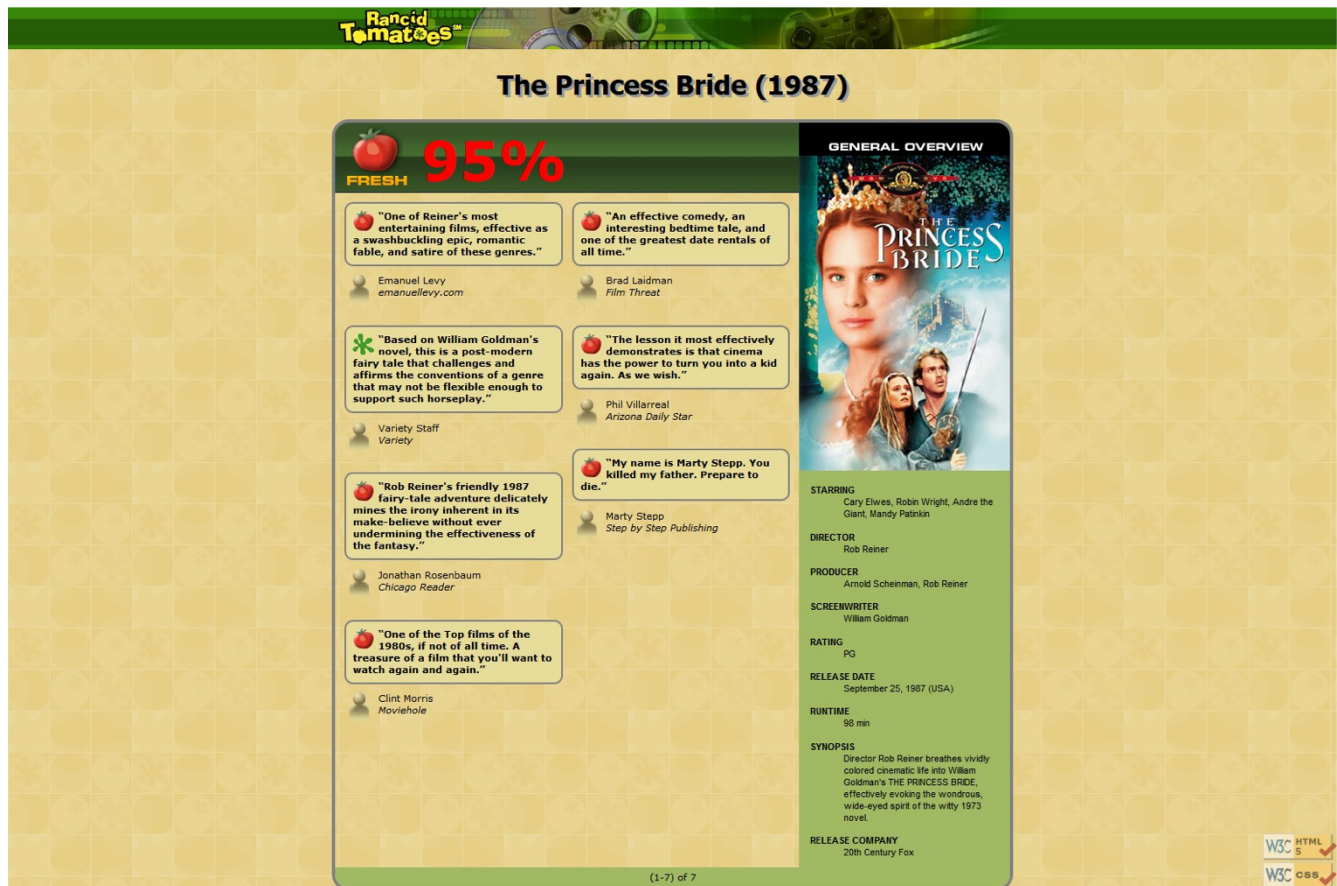 Rancid
TomatoesSM
The Princess Bride (1987)
FRESH
95%
“One of Reiner's most
entertaining films, effective as
a swashbuckling epic, romantic
fable, and satire of these genres.”
Emanuel Levy
emanuellevy.com
“Based on William Goldman's
novel, this is a post-modern
fairy tale that challenges and
affirms the conventions of a genre
that may not be flexible enough to
support such horseplay.”
Variety Staff
Variety
“Rob Reiner's friendly 1987
fairy-tale adventure delicately
mines the irony inherent in its
make-believe without ever
undermining the effectiveness of
the fantasy.”
Jonathan Rosenbaum
Chicago Reader
“One of the Top films of the
1980s, if not of all time. A
treasure of a film that you'll want to
watch again and again.”
Clint Morris
Moviehole
“An effective comedy, an
interesting bedtime tale, and
one of the greatest date rentals of
all time.”
Brad Laidman
Film Threat
“The lesson it most effectively
demonstrates is that cinema
has the power to turn you into a kid
again. As we wish.”
Phil Villarreal
Arizona Daily Star
“My name is Marty Stepp. You
killed my father. Prepare to
die.”
Marty Stepp
Step by Step Publishing
GENERAL OVERVIEW
THE
PRINCESS
BRIDE
STARRING
Cary Elwes, Robin Wright, Andre the
Giant, Mandy Patinkin
DIRECTOR
Rob Reiner
PRODUCER
Arnold Scheinman, Rob Reiner
SCREENWRITER
William Goldman
RATING
PG
RELEASE DATE
September 25, 1987 (USA)
RUNTIME
98 min
SYNOPSIS
Director Rob Reiner breathes vividly
colored cinematic life into William
Goldman's THE PRINCESS BRIDE,
effectively evoking the wondrous,
wide-eyed spirit of the witty 1973
novel.
RELEASE COMPANY
20th Century Fox
(1-7) of 7
W3C HTML
5
W3C css